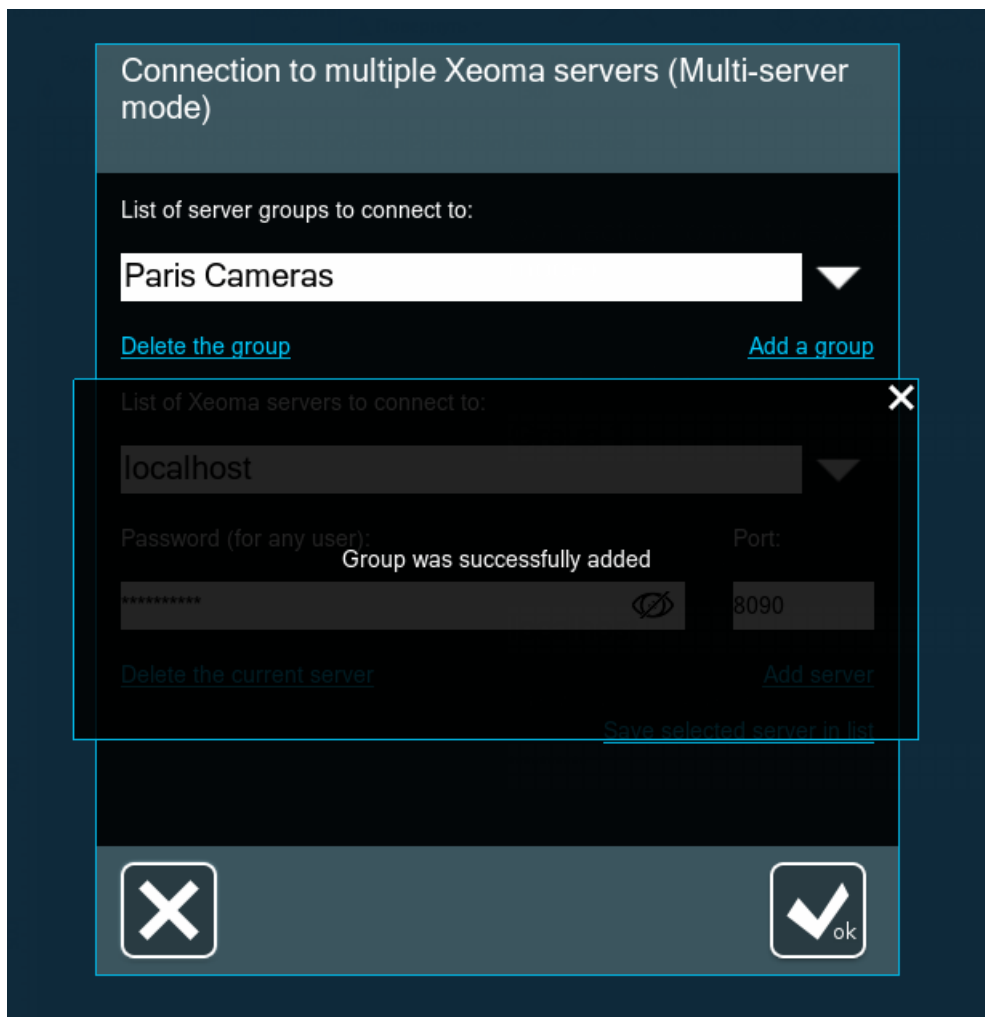 Connection to multiple Xeoma servers (Multi-server
mode)
List of server groups to connect to:
Paris Cameras
Delete the group
Add a group
List of Xeoma servers to connect to:
localhost
Password (for any user):
Port:
Group was successfully added
**********
8090
Delete the current server
Add server
Save selected server in list
ok